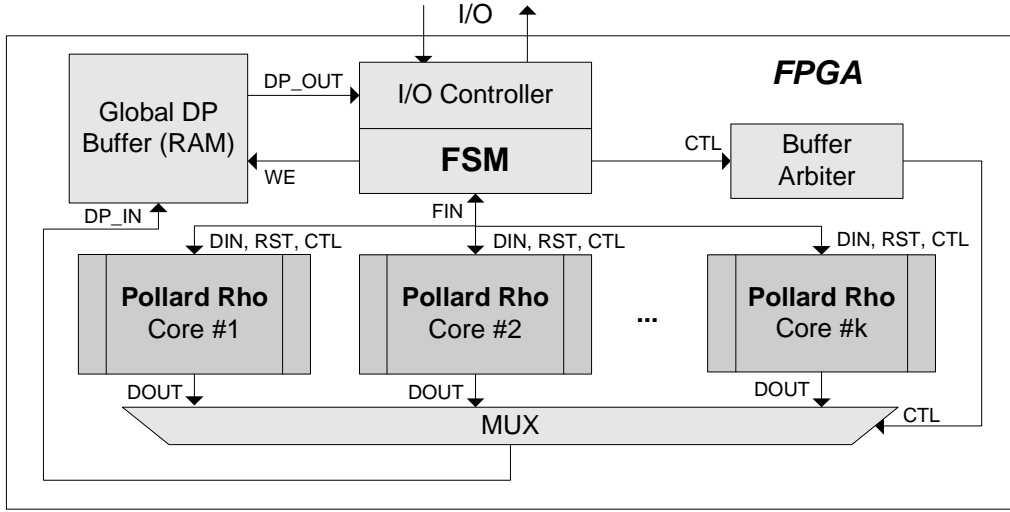 I/O
FPGA
Global DP
Buffer (RAM)
DP_OUT
I/O Controller
FSM
WE
CTL
Buffer
Arbiter
DP_IN
FIN
DIN, RST, CTL
DIN, RST, CTL
DIN, RST, CTL
Pollard Rho
Core #1
Pollard Rho
Core #2
...
Pollard Rho
Core #k
DOUT
DOUT
DOUT
MUX
CTL